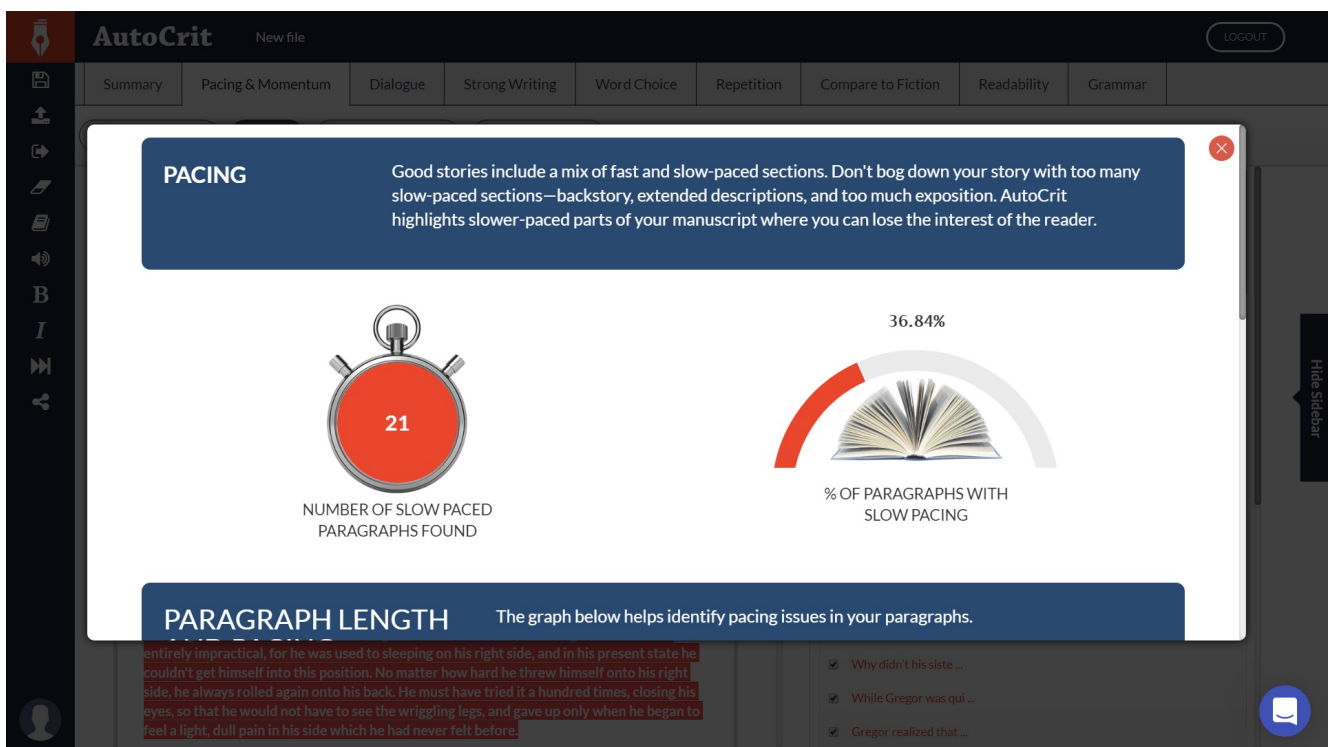 AutoCrit
New file
LOGOUT
Summary
Pacing & Momentum
Dialogue
Strong Writing
Word Choice
Repetition
Compare to Fiction
Readability
Grammar
PACING
Good stories include a mix of fast and slow-paced sections. Don't bog down your story with too many
slow-paced sections—backstory, extended descriptions, and too much exposition. AutoCrit
highlights slower-paced parts of your manuscript where you can lose the interest of the reader.
B
I
Hide Sidebar
21
NUMBER OF SLOW PACED
PARAGRAPHS FOUND
36.84%
% OF PARAGRAPHS WITH
SLOW PACING
PARAGRAPH LENGTH
The graph below helps identify pacing issues in your paragraphs.
entirely impractical, for he was used to sleeping on his right side, and in his present state he
couldn't get himself into this position. No matter how hard he threw himself onto his right
side, he always rolled again onto his back. He must have tried it a hundred times, closing his
eyes, so that he would not have to see the wriggling legs, and gave up only when he began to
feel a light, dull pain in his side which he had never felt before.
Why didn't his siste ...
While Gregor was qui ...
Gregor realized that ...